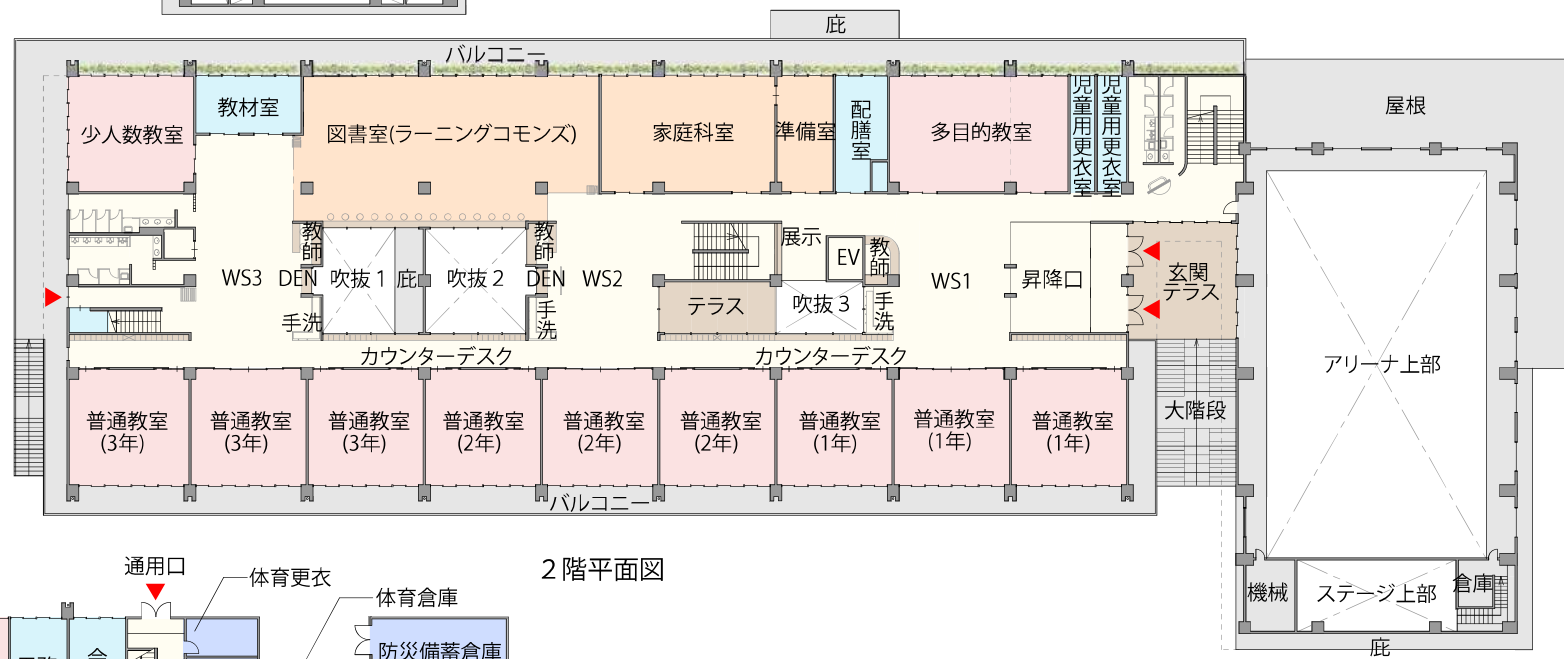 庇
バルコニー
屋根
少人数教室
教材室
図書室(ラーニングコモンズ)
家庭科室
準備室
配膳室
多目的教室
児童用更衣室
児童用更衣室
教師
教師
展示
EV
教師
WS3
DEN
吹抜1
庇
吹抜2
DEN
WS2
WS1
昇降口
玄関
テラス
手洗
手洗
テラス
吹抜3
手洗
カウンターデスク
カウンターデスク
アリーナ上部
大階段
普通教室
(3年)
普通教室
(3年)
普通教室
(3年)
普通教室
(2年)
普通教室
(2年)
普通教室
(2年)
普通教室
(1年)
普通教室
(1年)
普通教室
(1年)
バルコニー
2階平面図
機械
ステージ上部
倉庫
庇
通用口
体育更衣
体育倉庫
防災備蓄倉庫